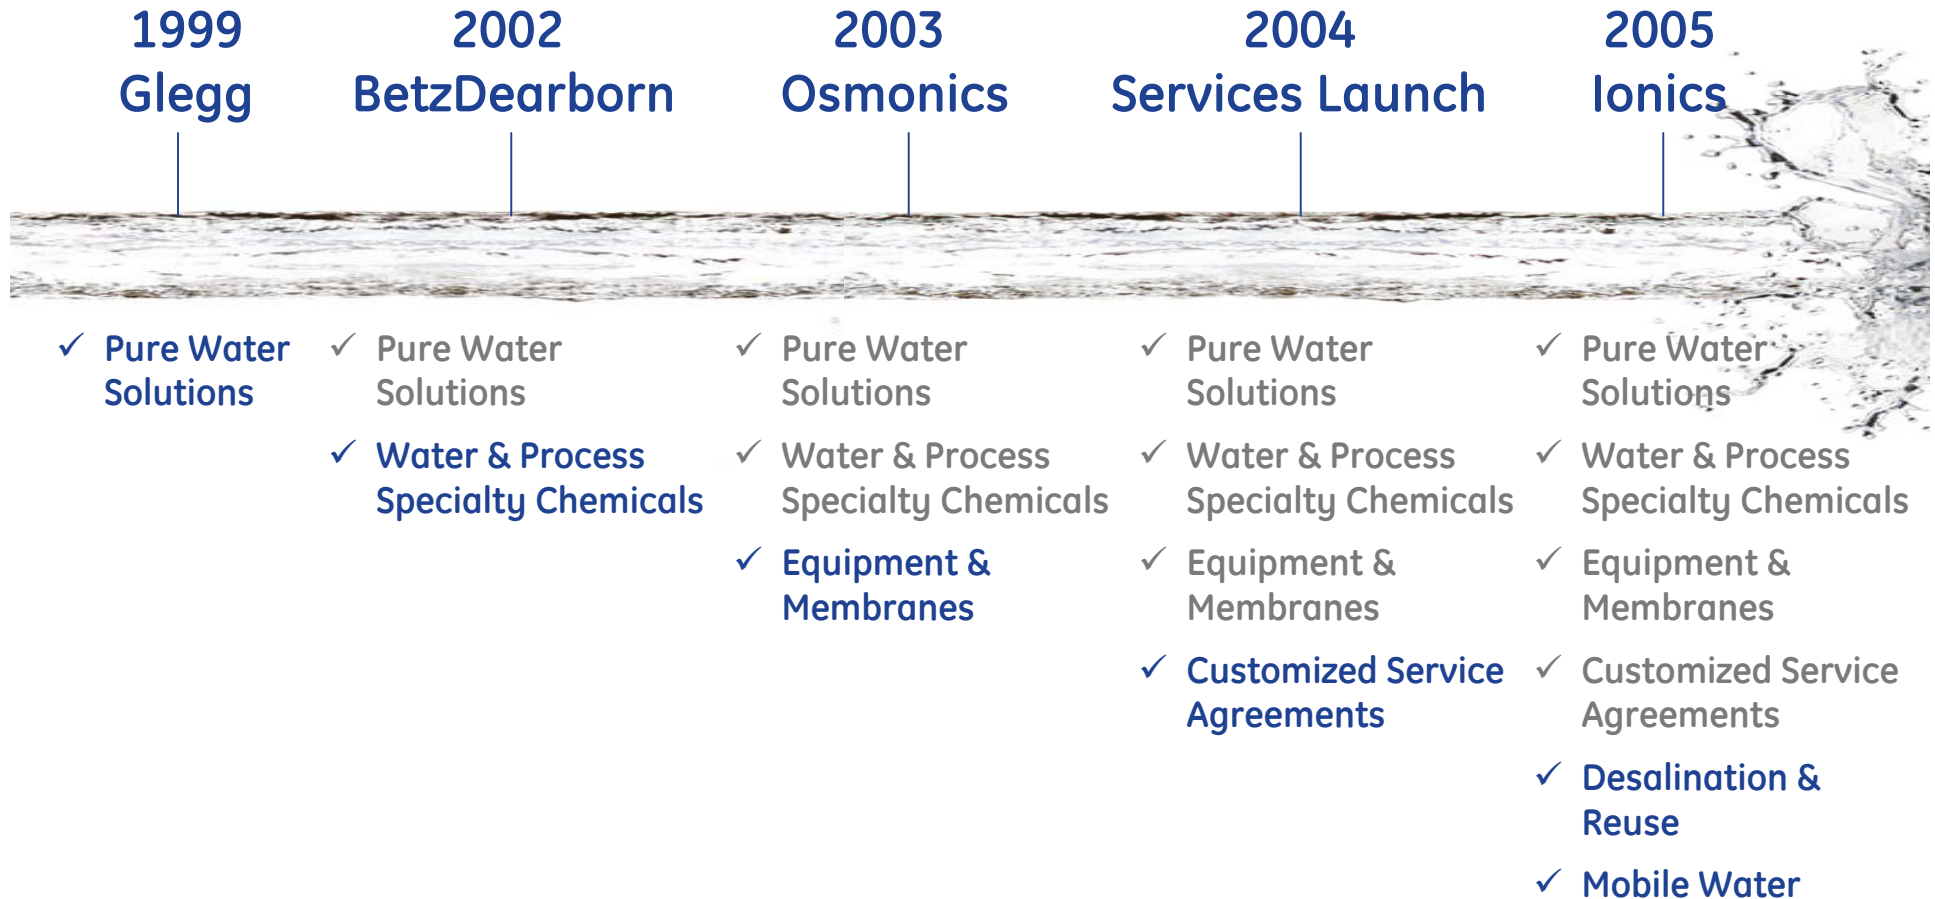 1999
Glegg
2002
BetzDearborn
2003
Osmonics
2004
Services Launch
2005
Ionics
✓ Pure Water
Solutions
✓ Pure Water
Solutions
✓ Water & Process
Specialty Chemicals
✓ Pure Water
Solutions
✓ Water & Process
Specialty Chemicals
✓ Equipment &
Membranes
✓ Pure Water
Solutions
✓ Water & Process
Specialty Chemicals
✓ Equipment &
Membranes
✓ Customized Service
Agreements
✓ Pure Water
Solutions
✓ Water & Process
Specialty Chemicals
✓ Equipment &
Membranes
✓ Customized Service
Agreements
✓ Desalination &
Reuse
✓ Mobile Water